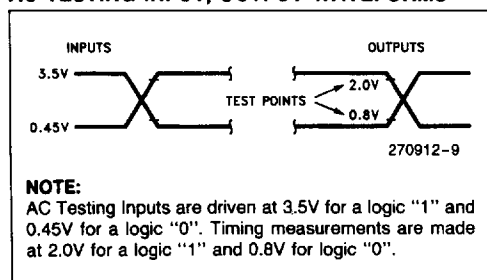 AC TESTING INPUT, OUTPUT WAVEFORMS
INPUTS
OUTPUTS
3.5V
2.0V
TEST POINTS
0.45V
0.8V
270912-9
NOTE:
AC Testing Inputs are driven at 3.5V for a logic "1" and
0.45V for a logic "0". Timing measurements are made
at 2.0V for a logic "1" and 0.8V for logic "0".